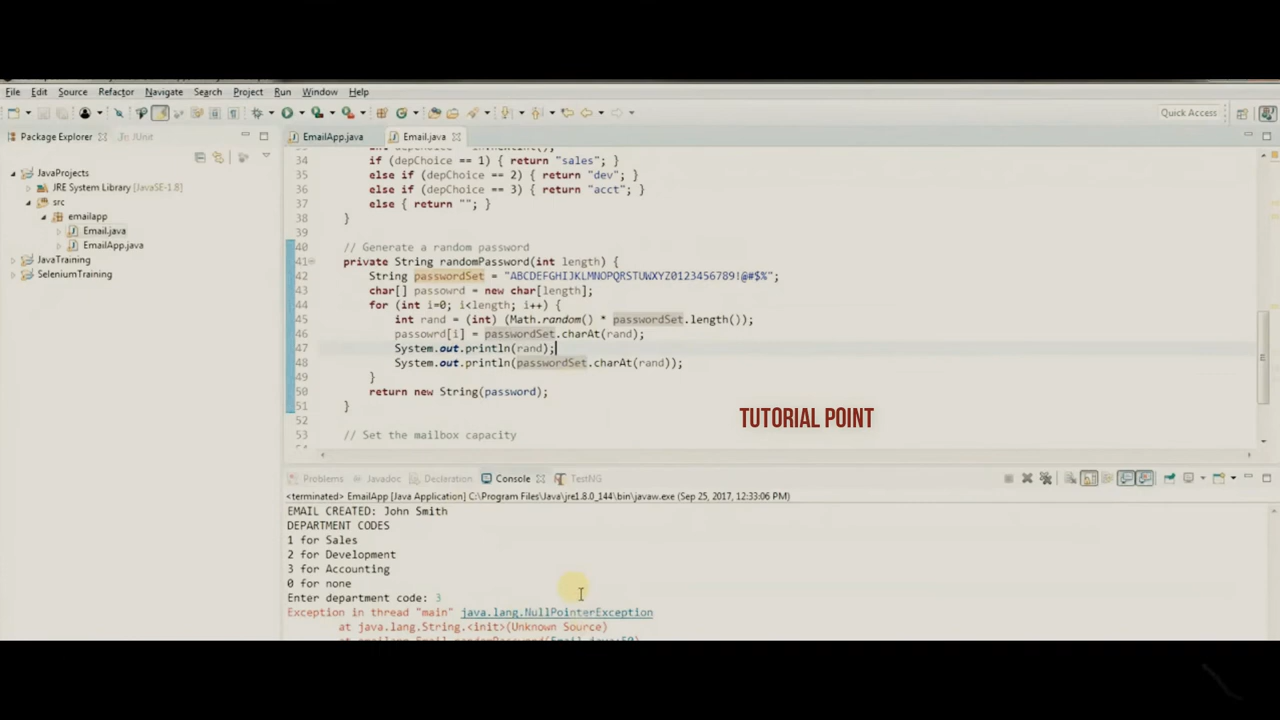 File Edit Source Refactor Navigate Search Project Run Window Help
Quick Access
Package Explorer JUnit
EmailApp.java Email.java
JavaProjects
JRE System Library [JavaSE-1.8]
src
emailapp
Email.java
EmailApp.java
JavaTraining
SeleniumTraining
34 if (depChoice == 1) { return "sales"; }
35 else if (depChoice == 2) { return "dev"; }
36 else if (depChoice == 3) { return "acct"; }
37 else { return ""; }
38 }
39
40 // Generate a random password
41 private String randomPassword(int length) {
42 String passwordSet = "ABCDEFGHIJKLMNOPQRSTUWXYZ0123456789!@#$%";
43 char[] passowrd = new char[length];
44 for (int i=0; i<length; i++) {
45 int rand = (int) (Math.random() * passwordSet.length());
46 passowrd[i] = passwordSet.charAt(rand);
47 System.out.println(rand);
48 System.out.println(passwordSet.charAt(rand));
49 }
50 return new String(password);
51 }
52
53 // Set the mailbox capacity
TUTORIAL POINT
Problems Javadoc Declaration Console TestNG
<terminated> EmailApp [Java Application] C:\Program Files\Java\jre1.8.0_144\bin\javaw.exe (Sep 25, 2017, 12:33:06 PM)
EMAIL CREATED: John Smith
DEPARTMENT CODES
1 for Sales
2 for Development
3 for Accounting
0 for none
Enter department code: 3
Exception in thread "main" java.lang.NullPointerException
at java.lang.String.<init>(Unknown Source)